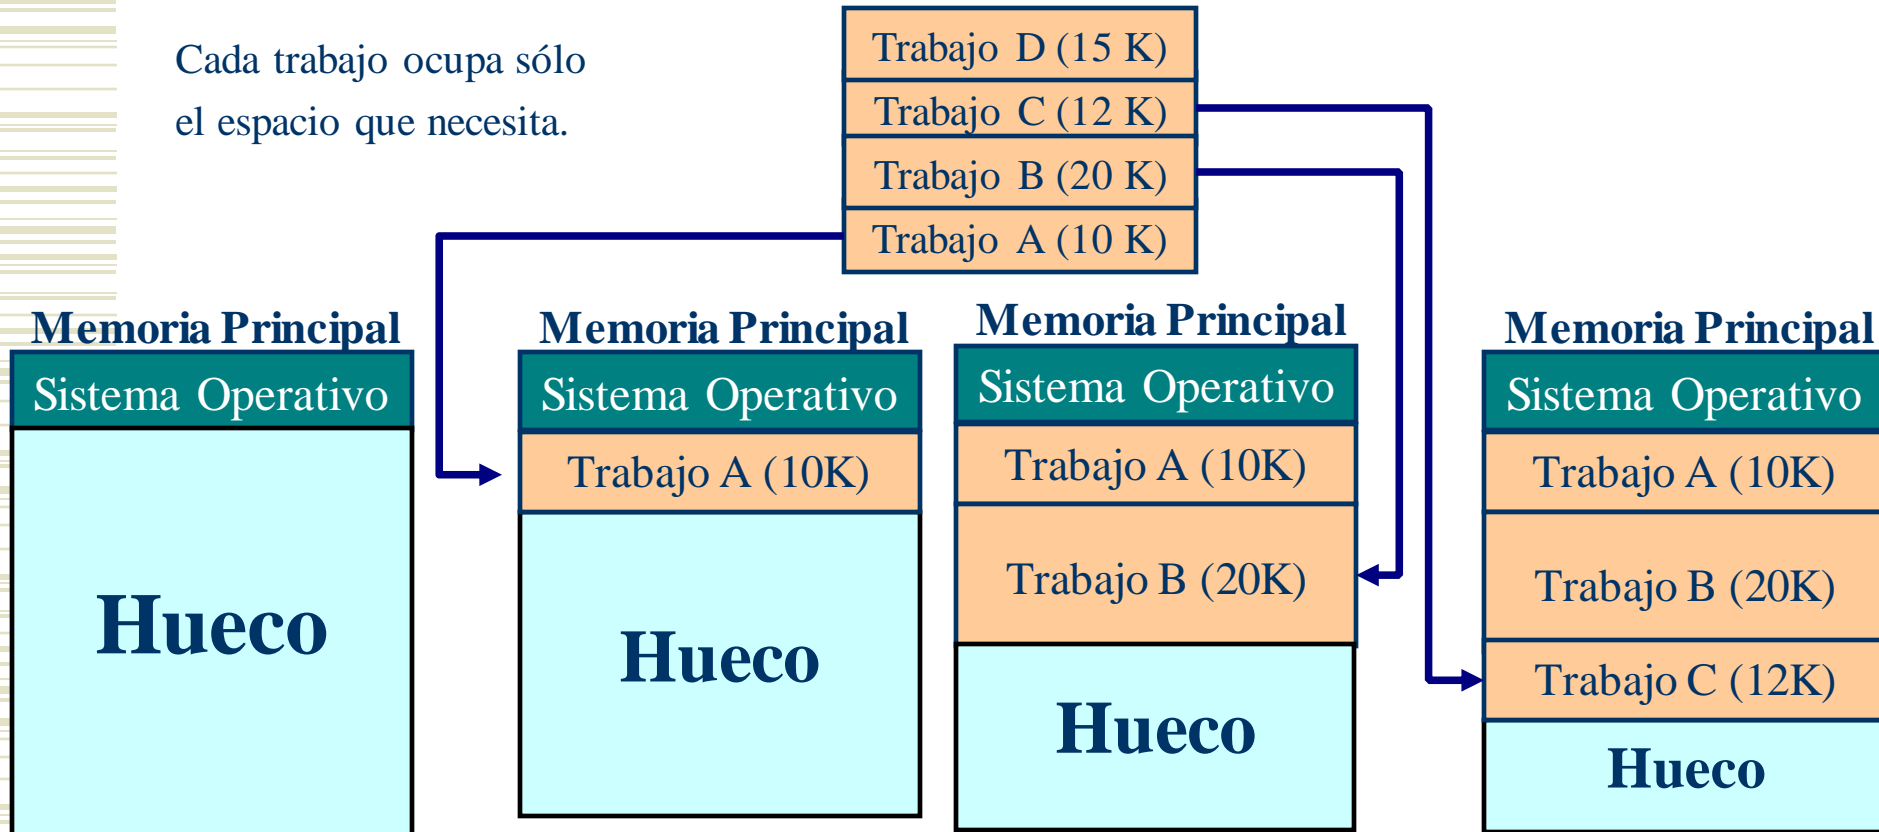 Cada trabajo ocupa sólo
el espacio que necesita.
Trabajo D (15 K)
Trabajo C (12 K)
Trabajo B (20 K)
Trabajo A (10 K)
Memoria Principal
Sistema Operativo
Hueco
Memoria Principal
Sistema Operativo
Trabajo A (10K)
Hueco
Memoria Principal
Sistema Operativo
Trabajo A (10K)
Trabajo B (20K)
Hueco
Memoria Principal
Sistema Operativo
Trabajo A (10K)
Trabajo B (20K)
Trabajo C (12K)
Hueco